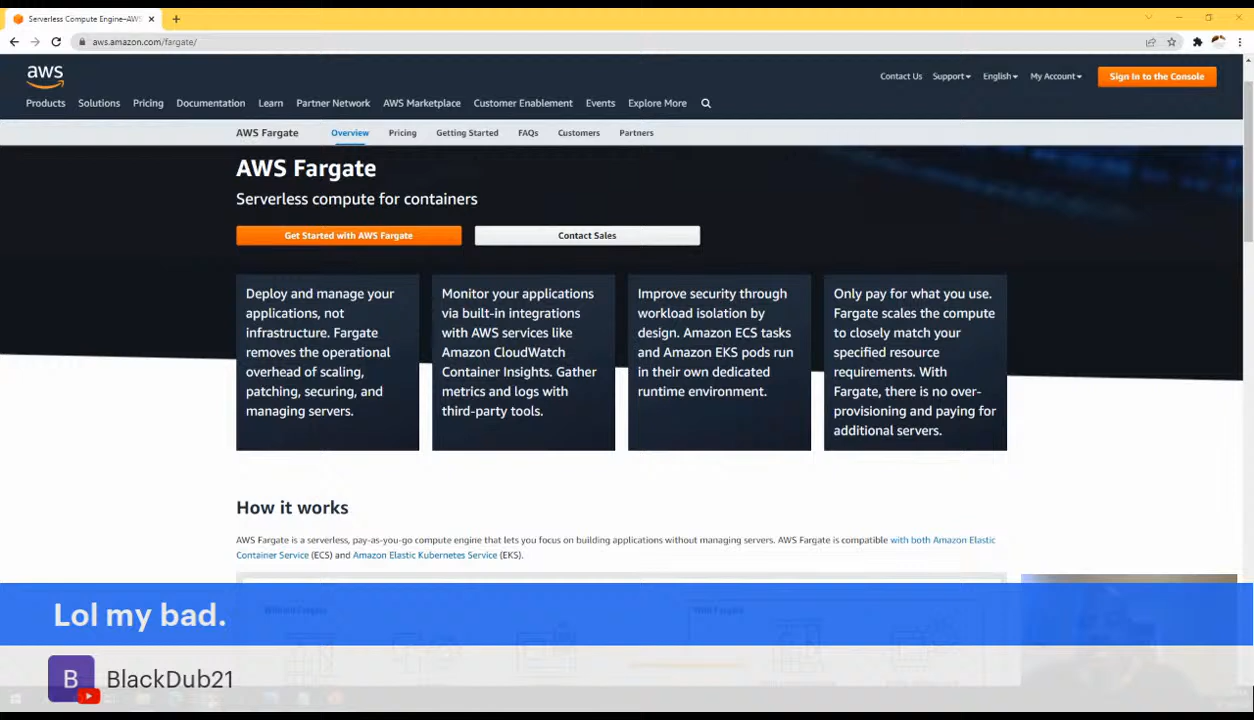 Serverless Compute Engine–AWS
aws.amazon.com/fargate/
aws
Contact Us Support English My Account Sign In to the Console
Products Solutions Pricing Documentation Learn Partner Network AWS Marketplace Customer Enablement Events Explore More
AWS Fargate Overview Pricing Getting Started FAQs Customers Partners
AWS Fargate
Serverless compute for containers
Get Started with AWS Fargate Contact Sales
Deploy and manage your
applications, not
infrastructure. Fargate
removes the operational
overhead of scaling,
patching, securing, and
managing servers.
Monitor your applications
via built-in integrations
with AWS services like
Amazon CloudWatch
Container Insights. Gather
metrics and logs with
third-party tools.
Improve security through
workload isolation by
design. Amazon ECS tasks
and Amazon EKS pods run
in their own dedicated
runtime environment.
Only pay for what you use.
Fargate scales the compute
to closely match your
specified resource
requirements. With
Fargate, there is no over-
provisioning and paying for
additional servers.
How it works
AWS Fargate is a serverless, pay-as-you-go compute engine that lets you focus on building applications without managing servers. AWS Fargate is compatible with both Amazon Elastic
Container Service (ECS) and Amazon Elastic Kubernetes Service (EKS).
Without Fargate With Fargate
Lol my bad.
B BlackDub21